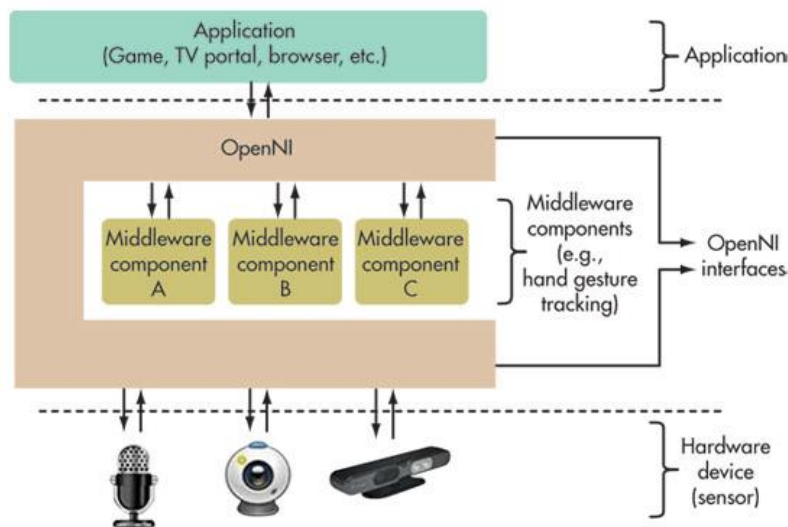 Application
(Game, TV portal, browser, etc.)
Application
OpenNI
Middleware
component
A
Middleware
component
B
Middleware
component
C
Middleware
components
(e.g.,
hand gesture
tracking)
OpenNI
interfaces
Hardware
device
(sensor)